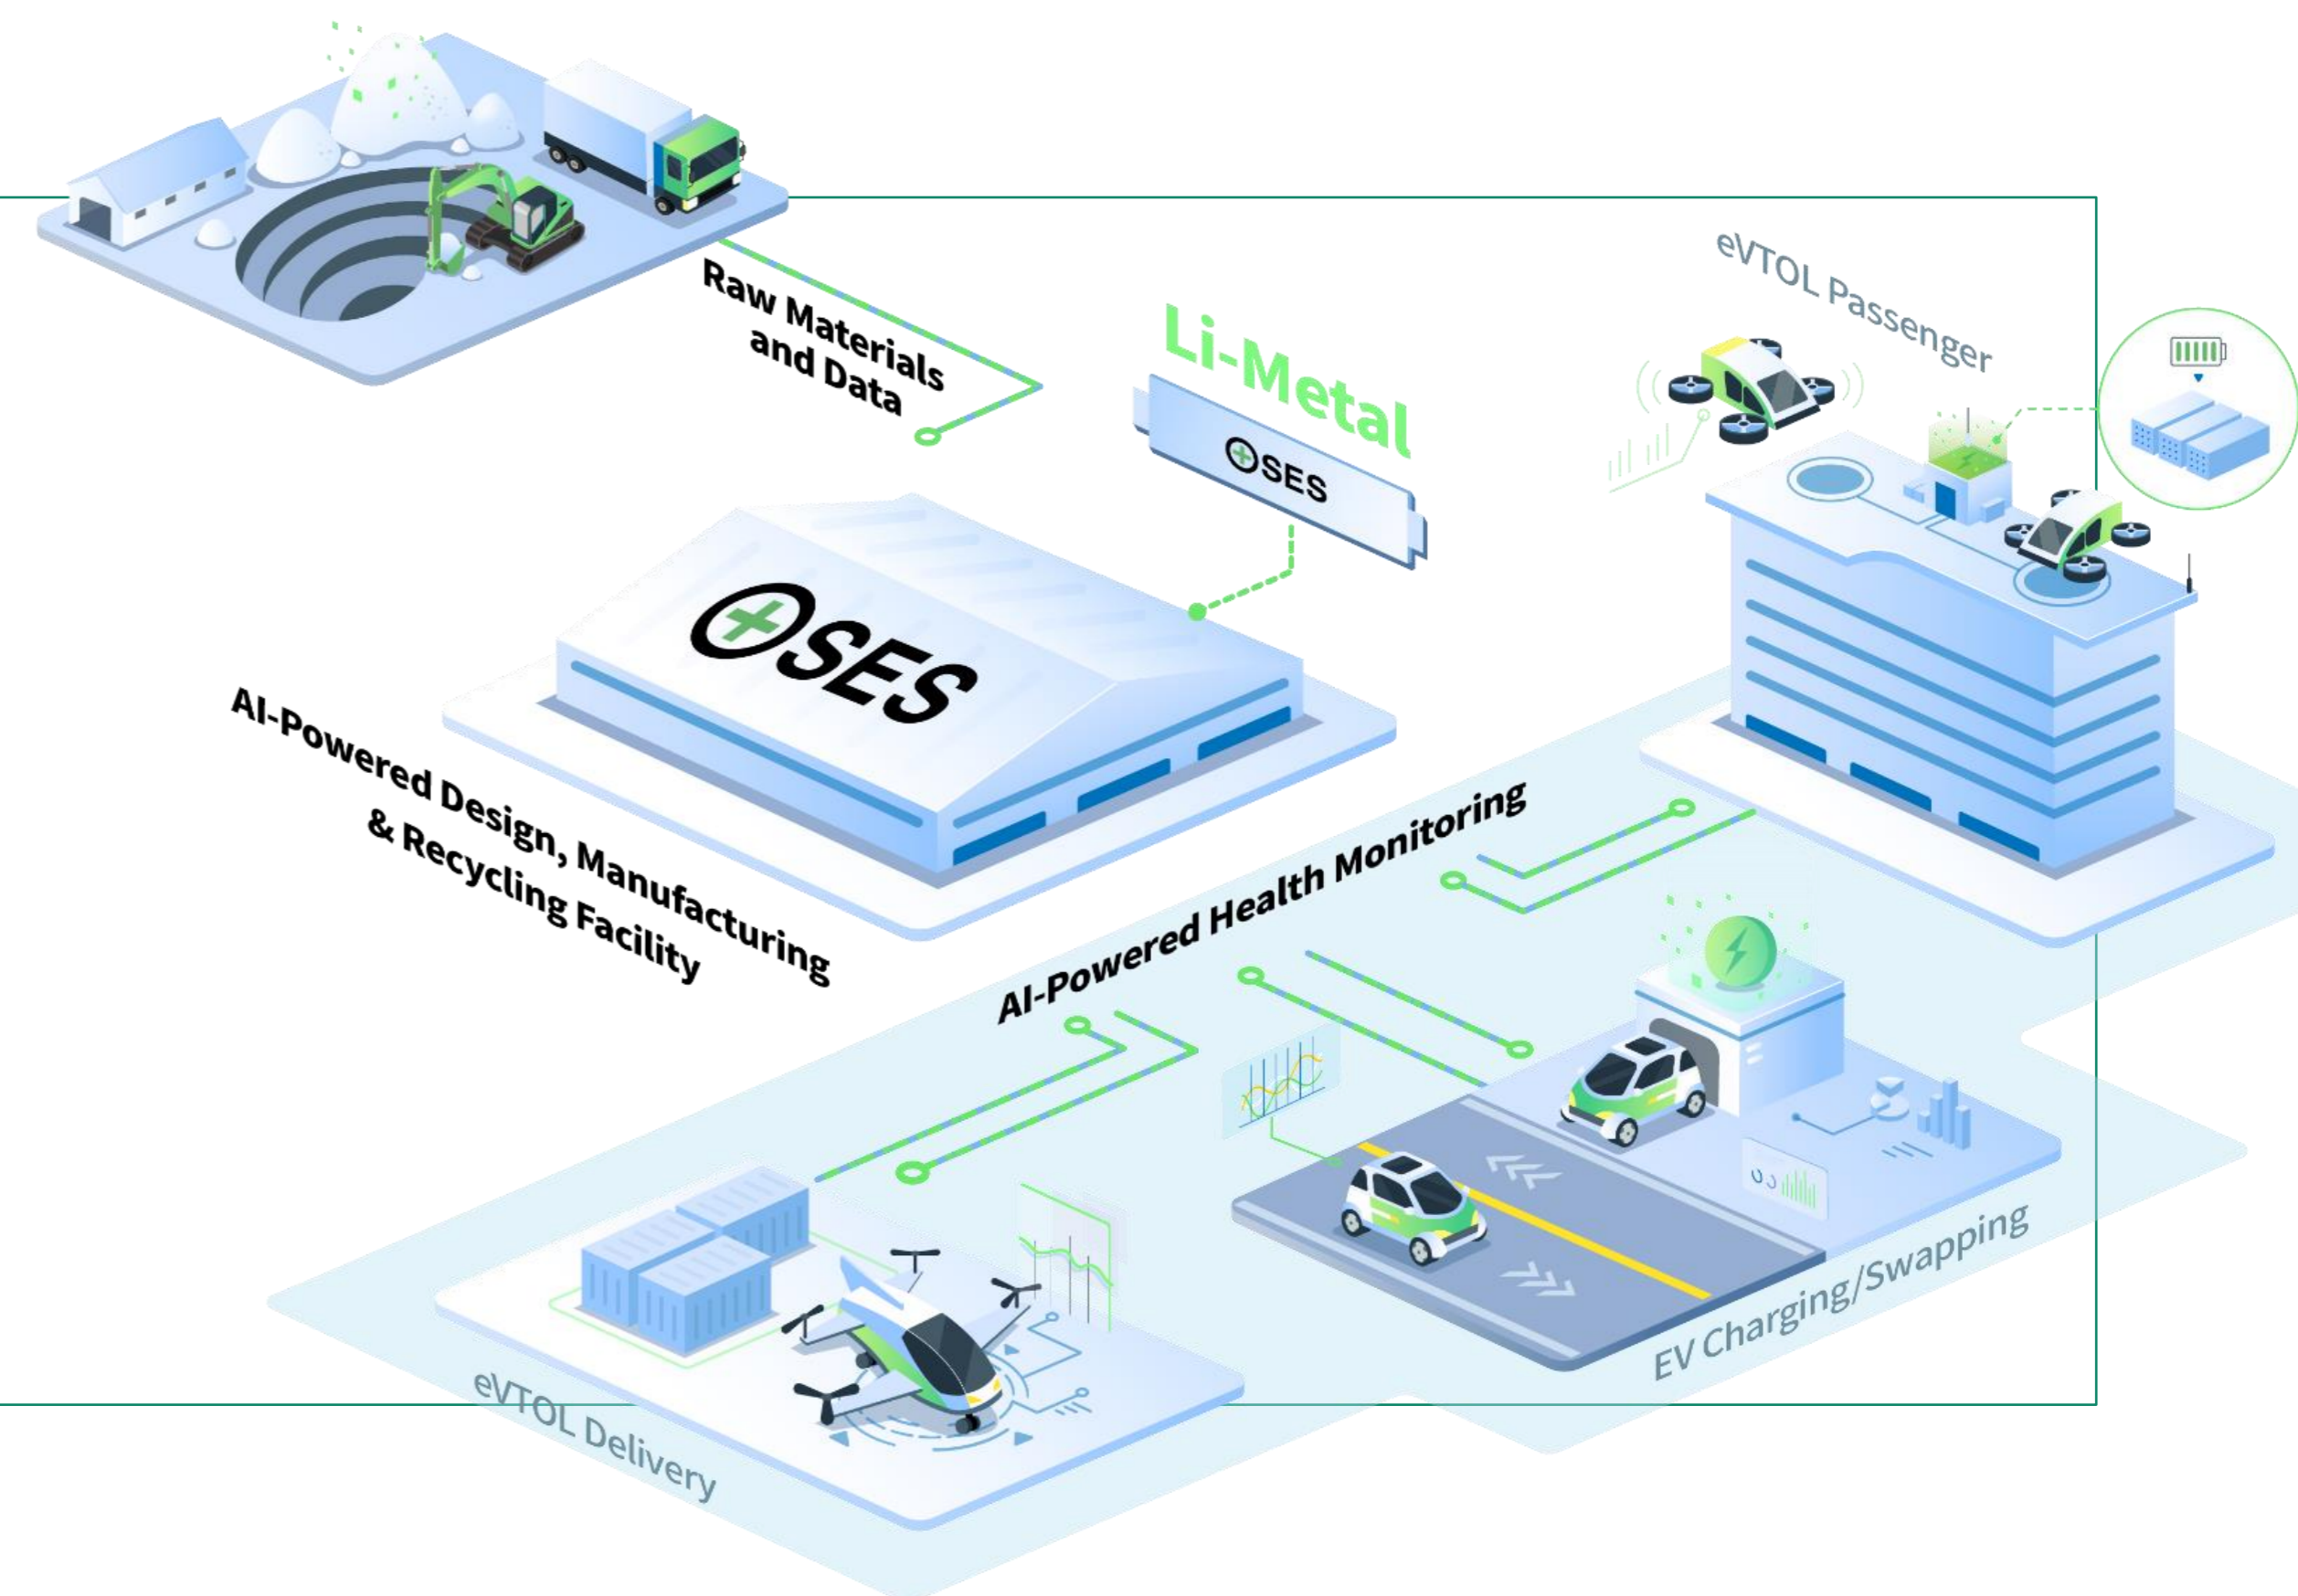 Raw Materials
and Data
Li-Metal
SES
eVTOL Passenger
SES
AI-Powered Design, Manufacturing
& Recycling Facility
AI-Powered Health Monitoring
EV Charging/Swapping
eVTOL Delivery